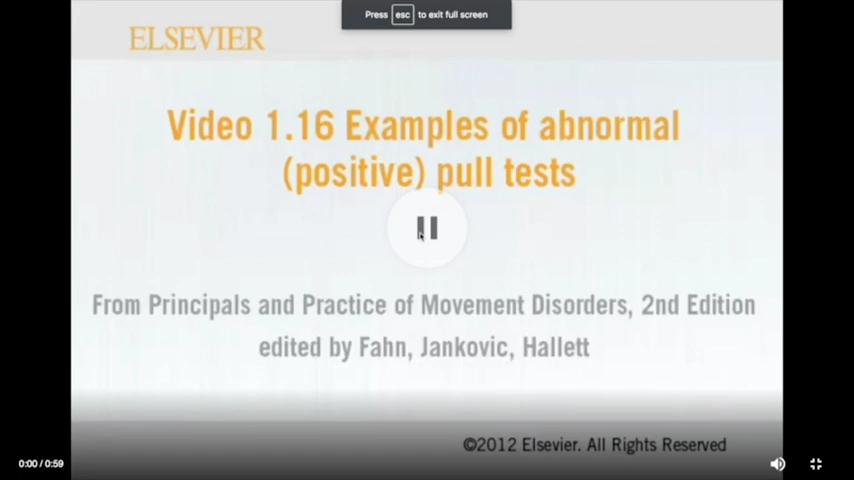 Press esc to exit full screen
ELSEVIER
Video 1.16 Examples of abnormal
(positive) pull tests
From Principals and Practice of Movement Disorders, 2nd Edition
edited by Fahn, Jankovic, Hallett
©2012 Elsevier. All Rights Reserved
0:00 / 0:59